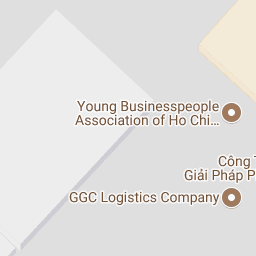 Young Businesspeople
Association of Ho Chi...
Công T
Giải Pháp P
GGC Logistics Company